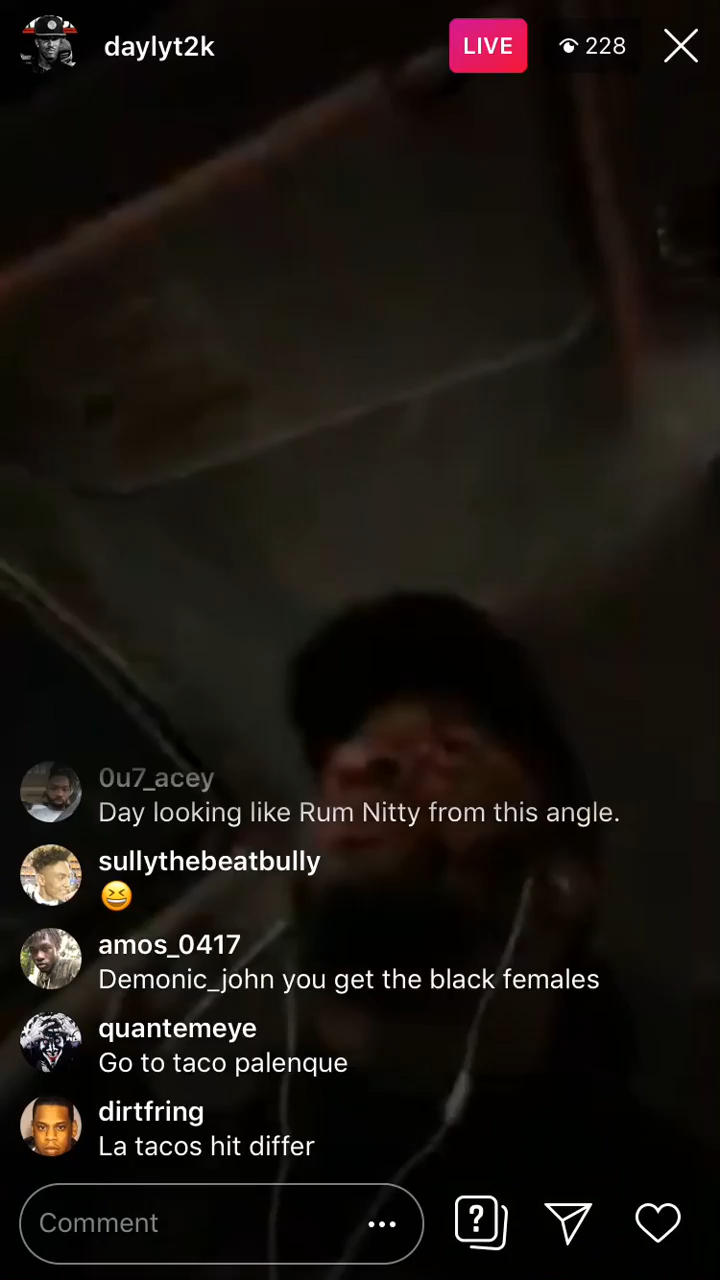 daylyt2k
LIVE
228
0u7_acey
Day looking like Rum Nitty from this angle.
sullythebeatbully
😆
amos_0417
Demonic_john you get the black females
quantemeye
Go to taco palenque
dirtfring
La tacos hit differ
Comment